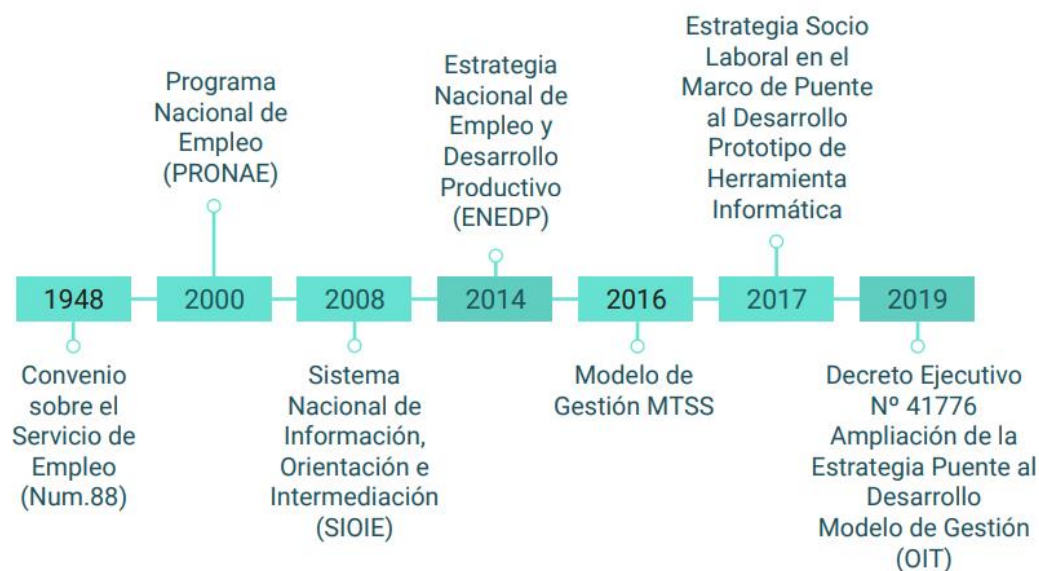 Programa
Nacional de
Empleo
(PRONAE)
Estrategia
Nacional de
Empleo y
Desarrollo
Productivo
(ENEDP)
Estrategia Socio
Laboral en el
Marco de Puente
al Desarrollo
Prototipo de
Herramienta
Informática
1948
2000
2008
2014
2016
2017
2019
Convenio
sobre el
Servicio de
Empleo
(Num.88)
Sistema
Nacional de
Información,
Orientación e
Intermediación
(SIOIE)
Modelo de
Gestión MTSS
Decreto Ejecutivo
Nº 41776
Ampliación de la
Estrategia Puente al
Desarrollo
Modelo de Gestión
(OIT)